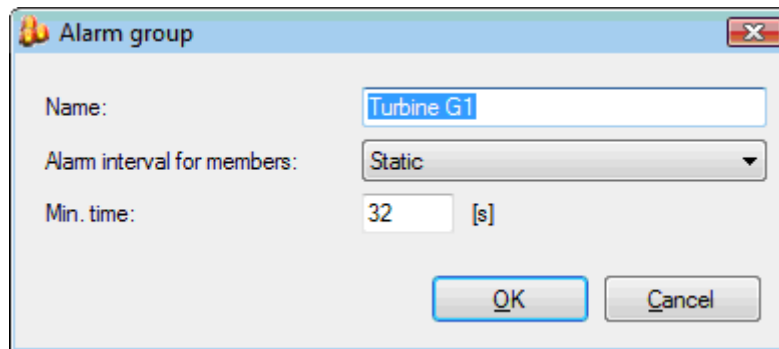 Alarm group
Name: Turbine G1
Alarm interval for members: Static
Min. time: 32 [s]
OK Cancel